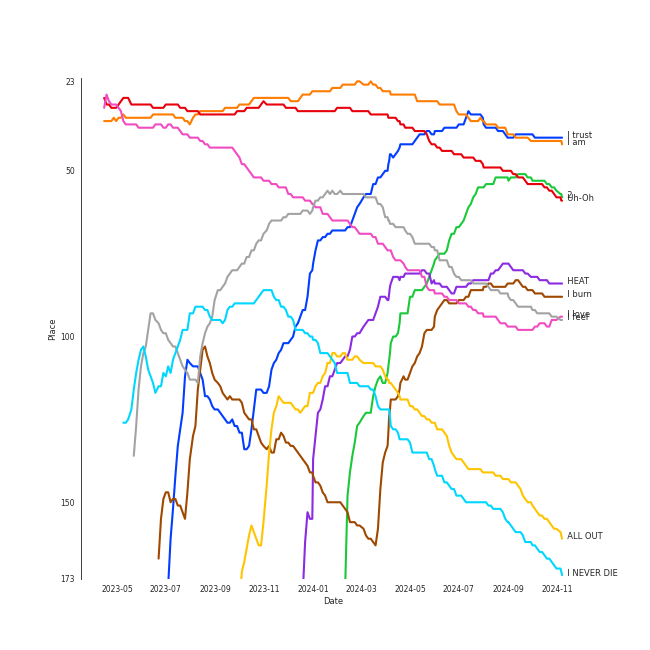 23
50
100
150
173
Place
2023-05
2023-07
2023-09
2023-11
2024-01
2024-03
2024-05
2024-07
2024-09
2024-11
Date
I trust
I am
Uh-Oh
HEAT
I burn
I love
I feel
ALL OUT
I NEVER DIE